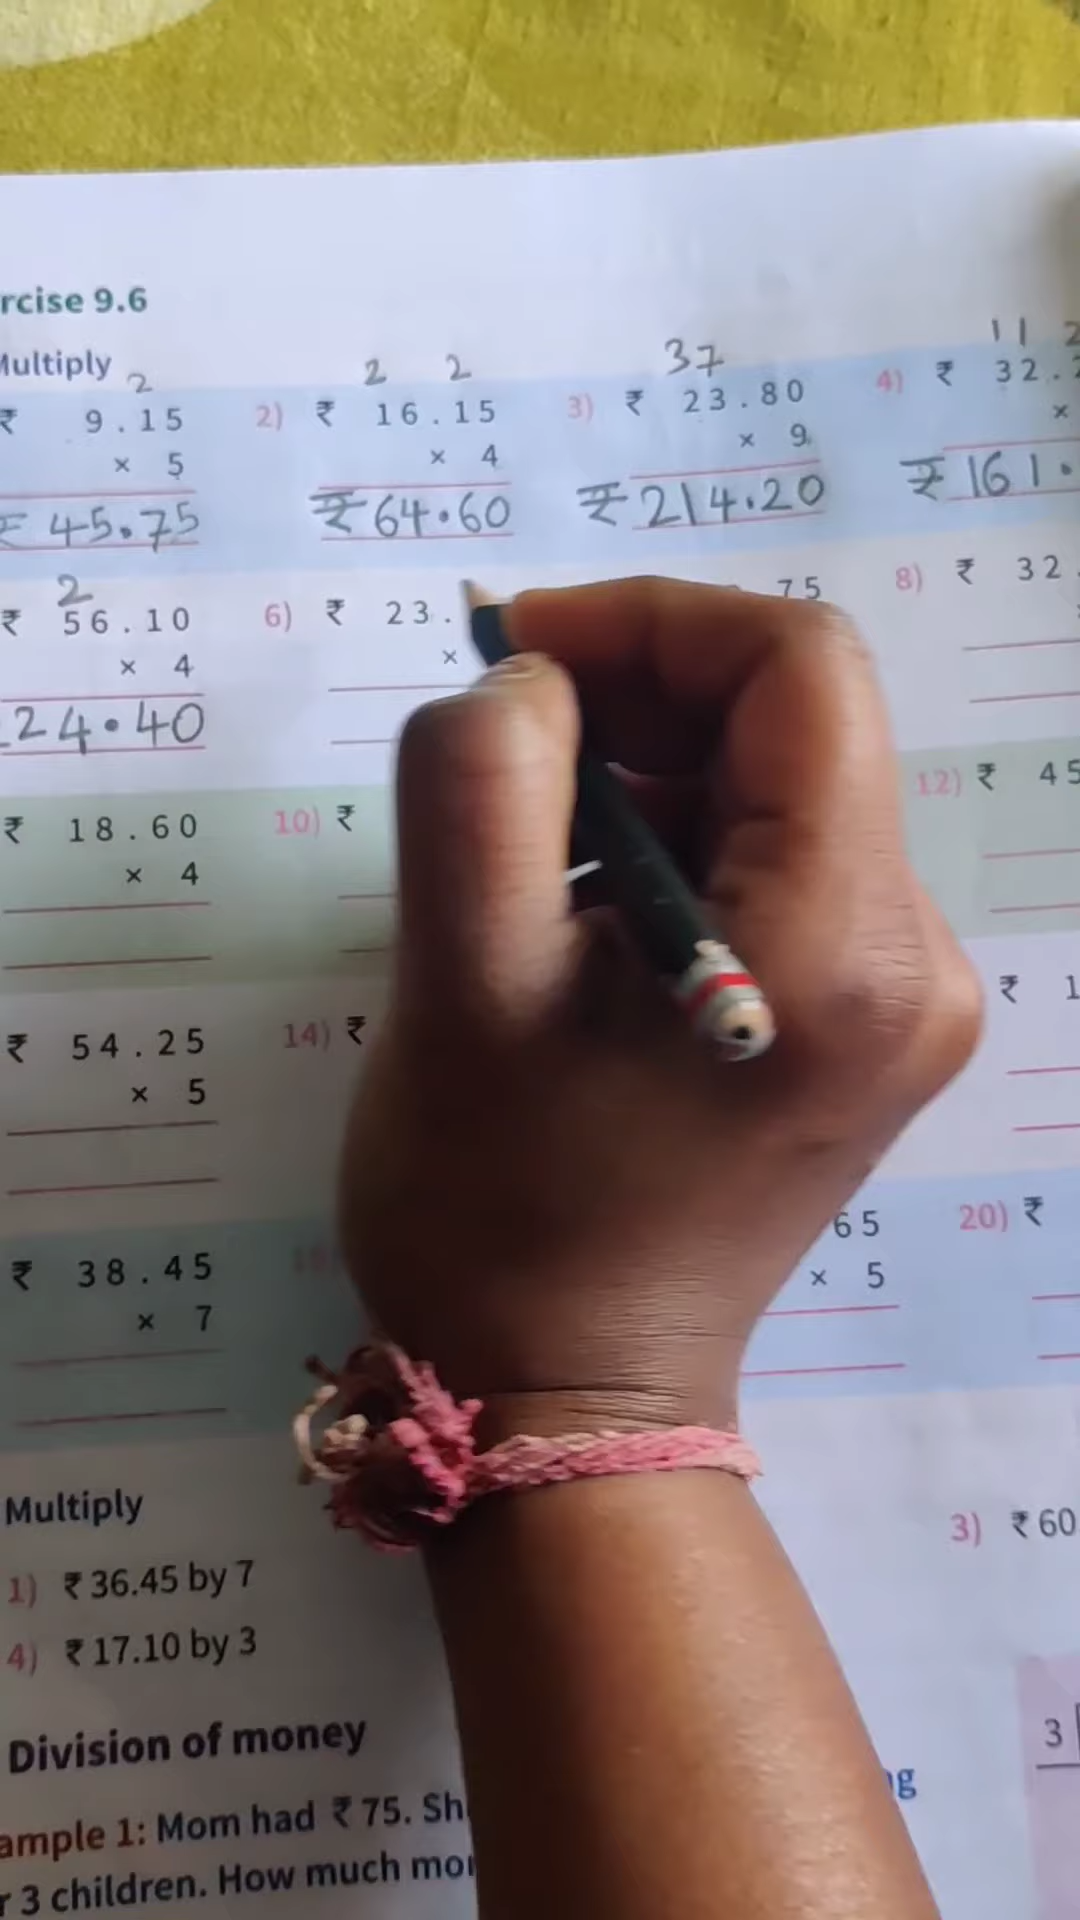 rcise 9.6
Multiply
2 2 2 37 11 2
₹ 9.15 2) ₹ 16.15 3) ₹ 23.80 4) ₹ 32.
× 5 × 4 × 9 ×
₹ 45.75 ₹ 64.60 ₹ 214.20 ₹ 161.
2
₹ 56.10 6) ₹ 23. 75 8) ₹ 32.
× 4 ×
24.40
₹ 18.60 10) ₹ 12) ₹ 45
× 4
₹ 54.25 14) ₹ ₹ 1
× 5
₹ 38.45 65 20) ₹
× 7 × 5
Multiply
1) ₹ 36.45 by 7 3) ₹ 60
4) ₹ 17.10 by 3
Division of money
3
ample 1: Mom had ₹ 75. Sh g
r 3 children. How much mo